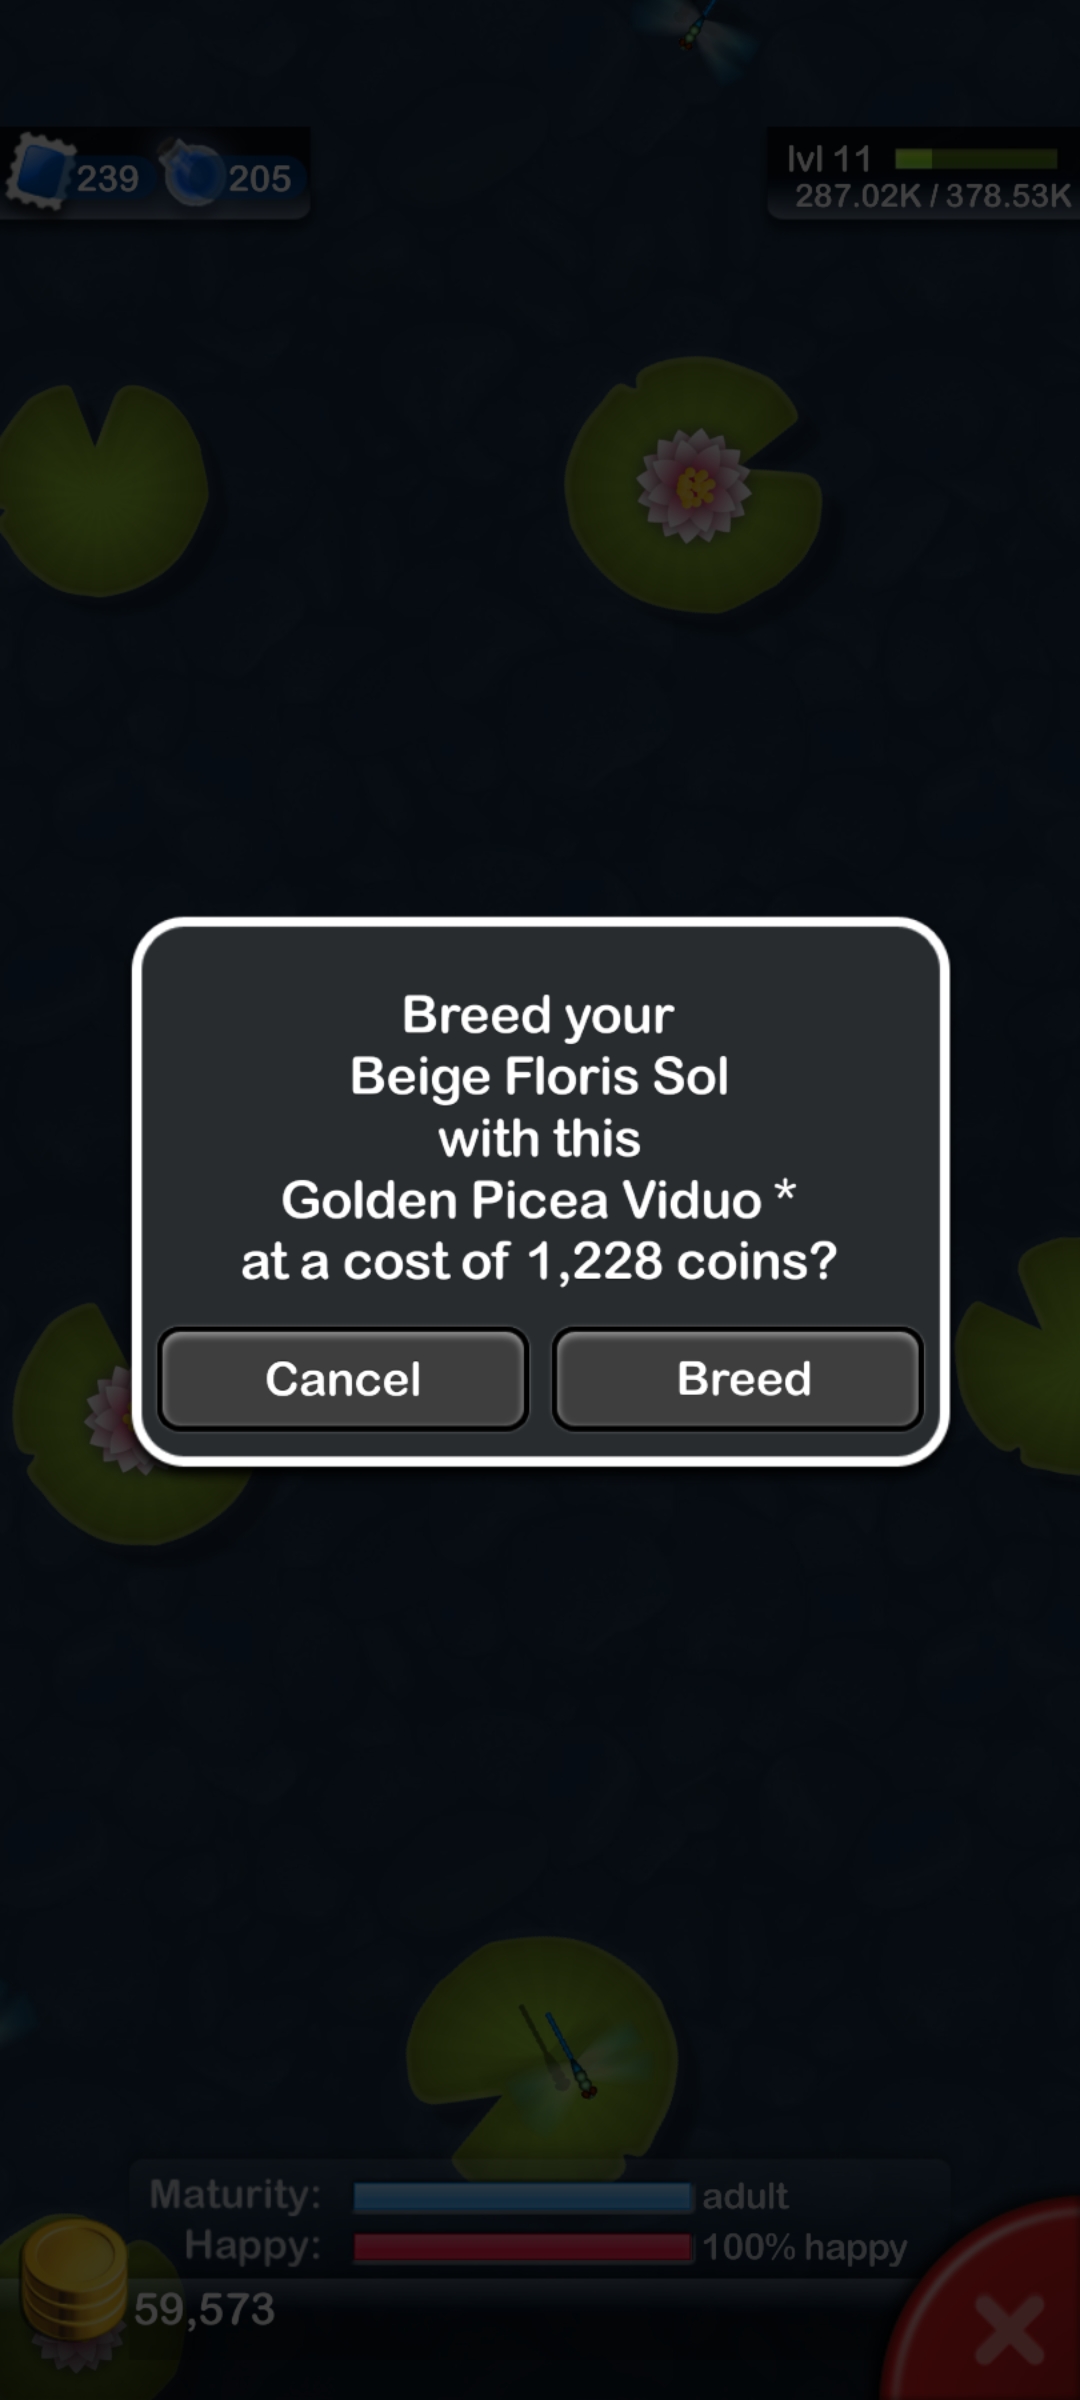 239 205
lvl 11
287.02K / 378.53K
Breed your
Beige Floris Sol
with this
Golden Picea Viduo *
at a cost of 1,228 coins?
Cancel Breed
Maturity: adult
Happy: 100% happy
59,573